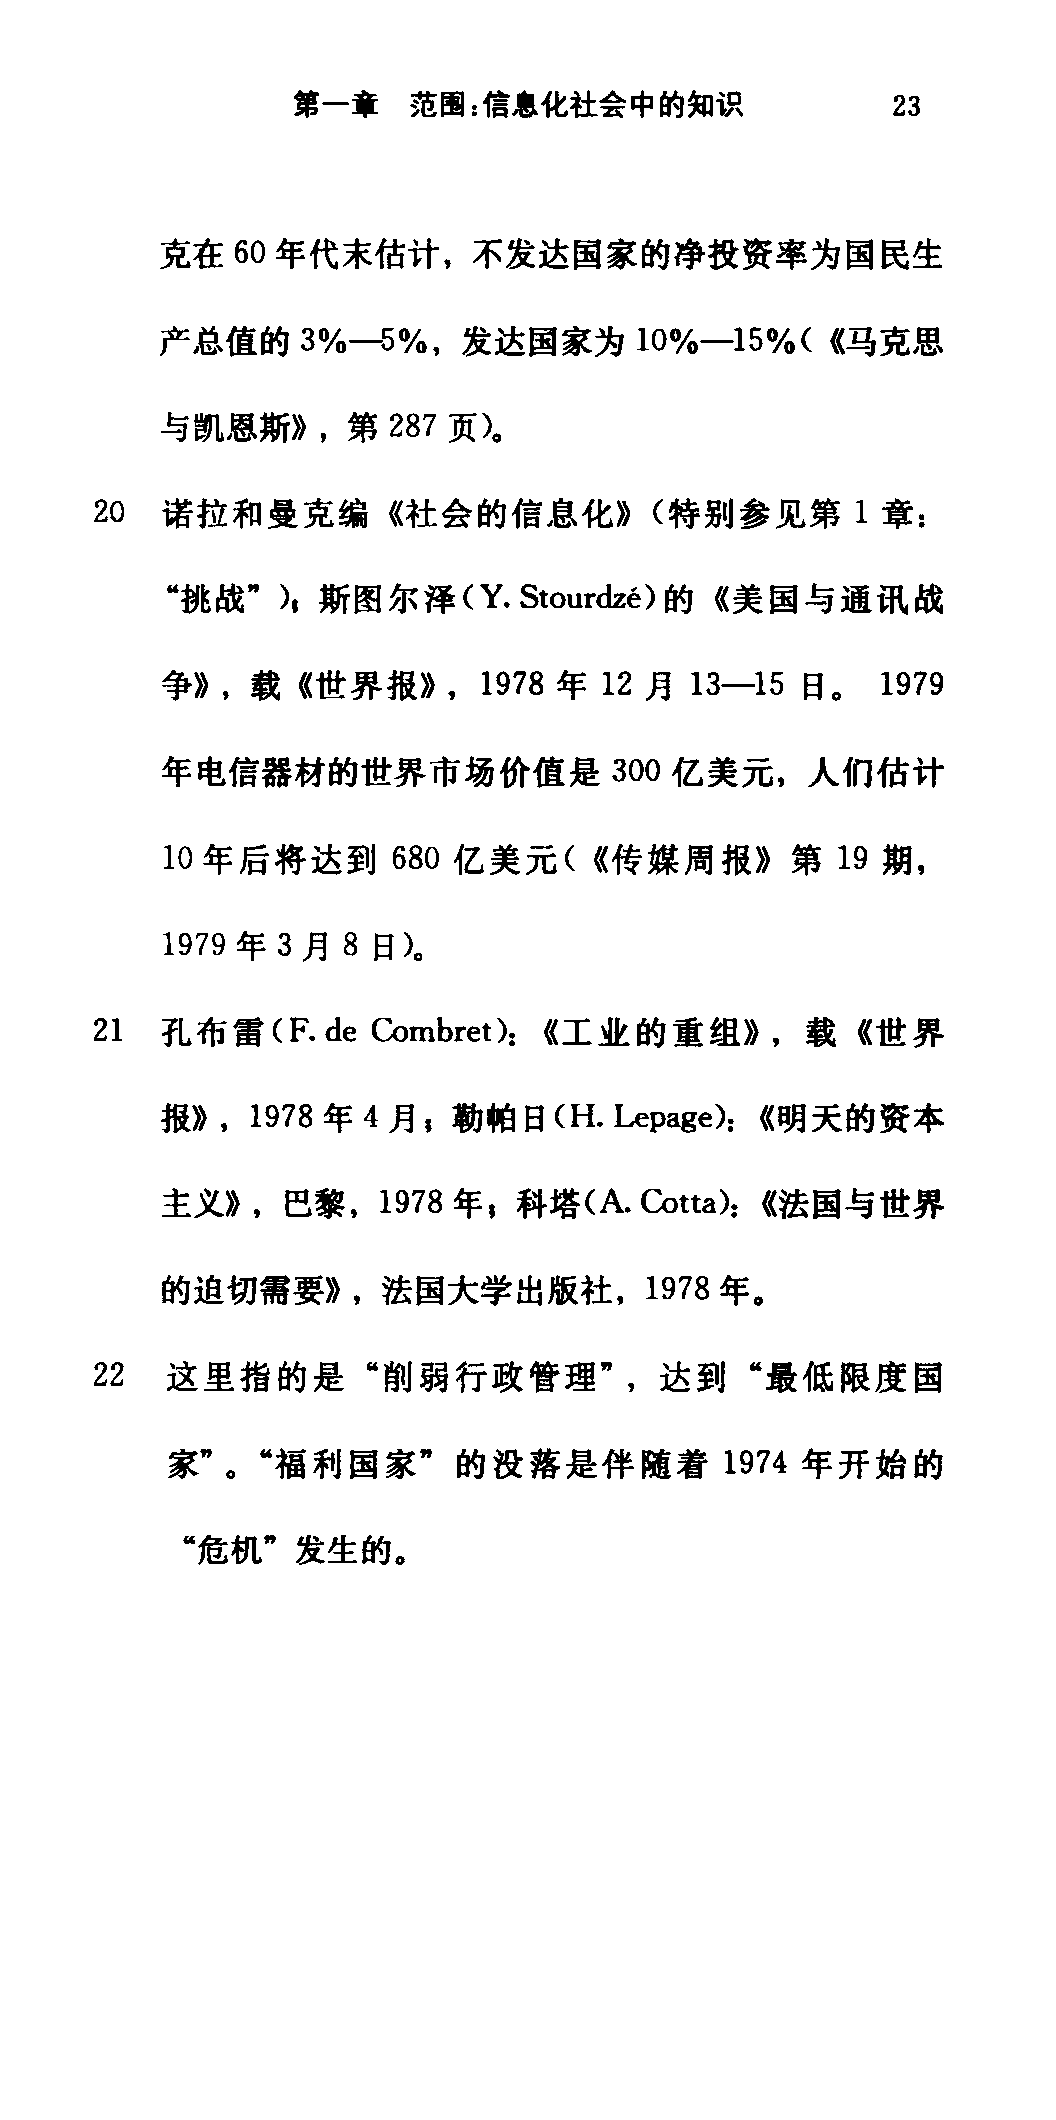 第一章 范围:信息化社会中的知识 23
克在 60 年代末估计，不发达国家的净投资率为国民生
产总值的 3%—5%，发达国家为 10%—15%(《马克思
与凯恩斯》，第 287 页)。
20 诺拉和曼克编《社会的信息化》(特别参见第 1 章：
“挑战”)；斯图尔泽(Y. Stourdzé)的《美国与通讯战
争》，载《世界报》，1978 年 12 月 13—15 日。 1979
年电信器材的世界市场价值是 300 亿美元，人们估计
10 年后将达到 680 亿美元(《传媒周报》第 19 期，
1979 年 3 月 8 日)。
21 孔布雷(F. de Combret)：《工业的重组》，载《世界
报》，1978 年 4 月；勒帕日(H. Lepage)：《明天的资本
主义》，巴黎，1978 年；科塔(A. Cotta)：《法国与世界
的迫切需要》，法国大学出版社，1978 年。
22 这里指的是“削弱行政管理”，达到“最低限度国
家”。“福利国家”的没落是伴随着 1974 年开始的
“危机”发生的。